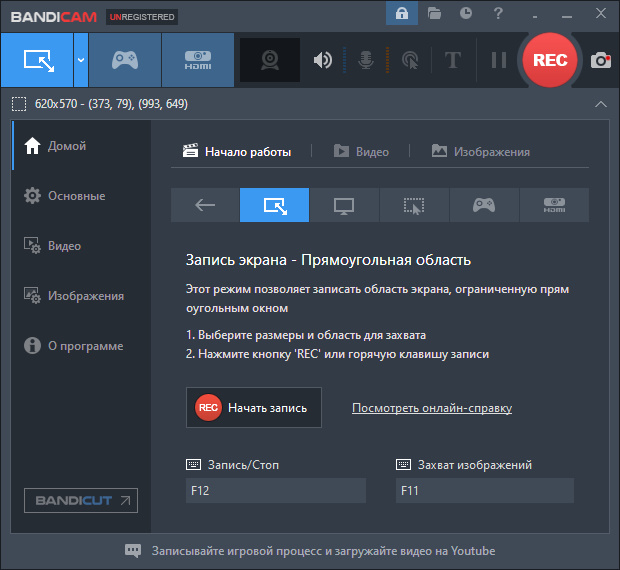 BANDICAM UNREGISTERED
HDMI
T
REC
620x570 - (373, 79), (993, 649)
Домой
Основные
Видео
Изображения
О программе
BANDICUT
Начало работы
Видео
Изображения
HDMI
Запись экрана - Прямоугольная область
Этот режим позволяет записать область экрана, ограниченную прям
оугольным окном
1. Выберите размеры и область для захвата
2. Нажмите кнопку 'REC' или горячую клавишу записи
REC Начать запись
Посмотреть онлайн-справку
Запись/Стоп
F12
Захват изображений
F11
Записывайте игровой процесс и загружайте видео на Youtube